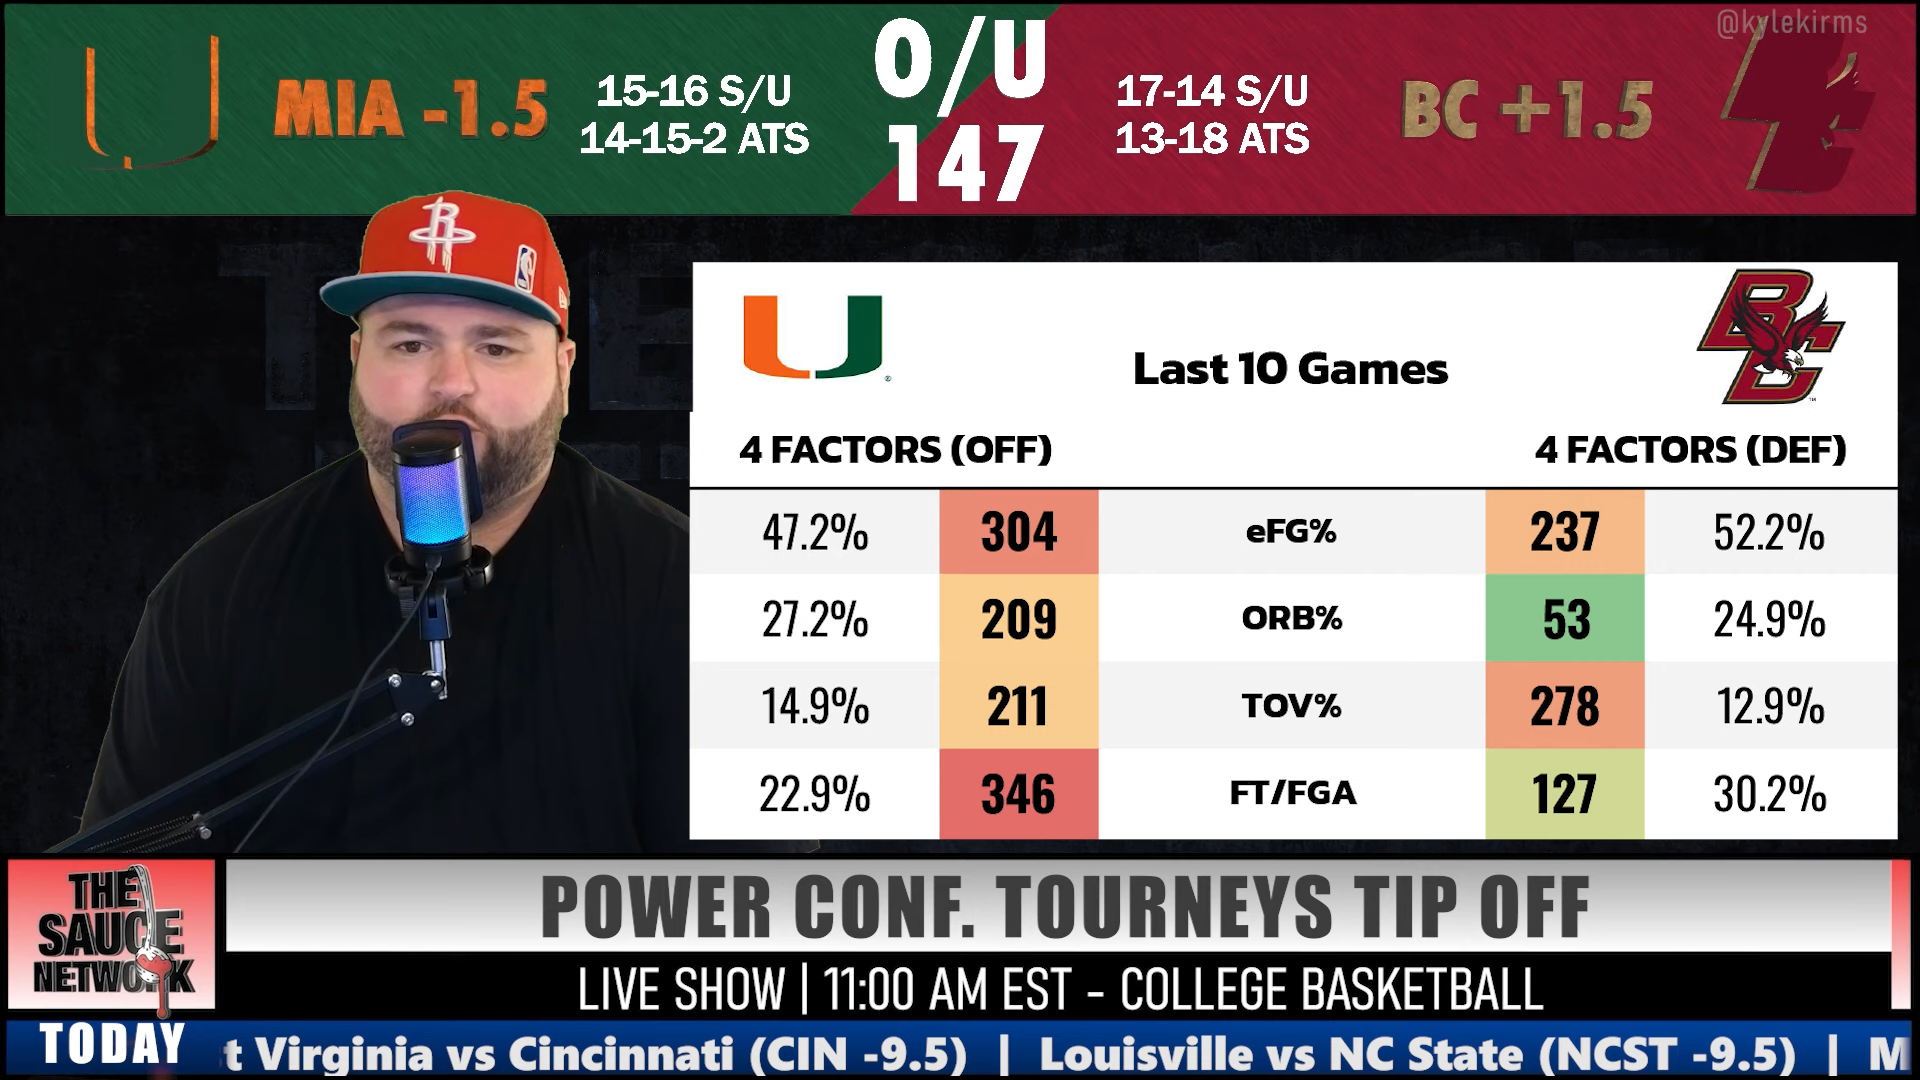 @kylekirms
MIA -1.5
15-16 S/U
14-15-2 ATS
O/U
147
17-14 S/U
13-18 ATS
BC +1.5
BC
R
U
Last 10 Games
BC
4 FACTORS (OFF)
4 FACTORS (DEF)
47.2% 304 eFG% 237 52.2%
27.2% 209 ORB% 53 24.9%
14.9% 211 TOV% 278 12.9%
22.9% 346 FT/FGA 127 30.2%
THE
SAUCE
NETWORK
POWER CONF. TOURNEYS TIP OFF
LIVE SHOW | 11:00 AM EST - COLLEGE BASKETBALL
TODAY
t Virginia vs Cincinnati (CIN -9.5) | Louisville vs NC State (NCST -9.5) | M